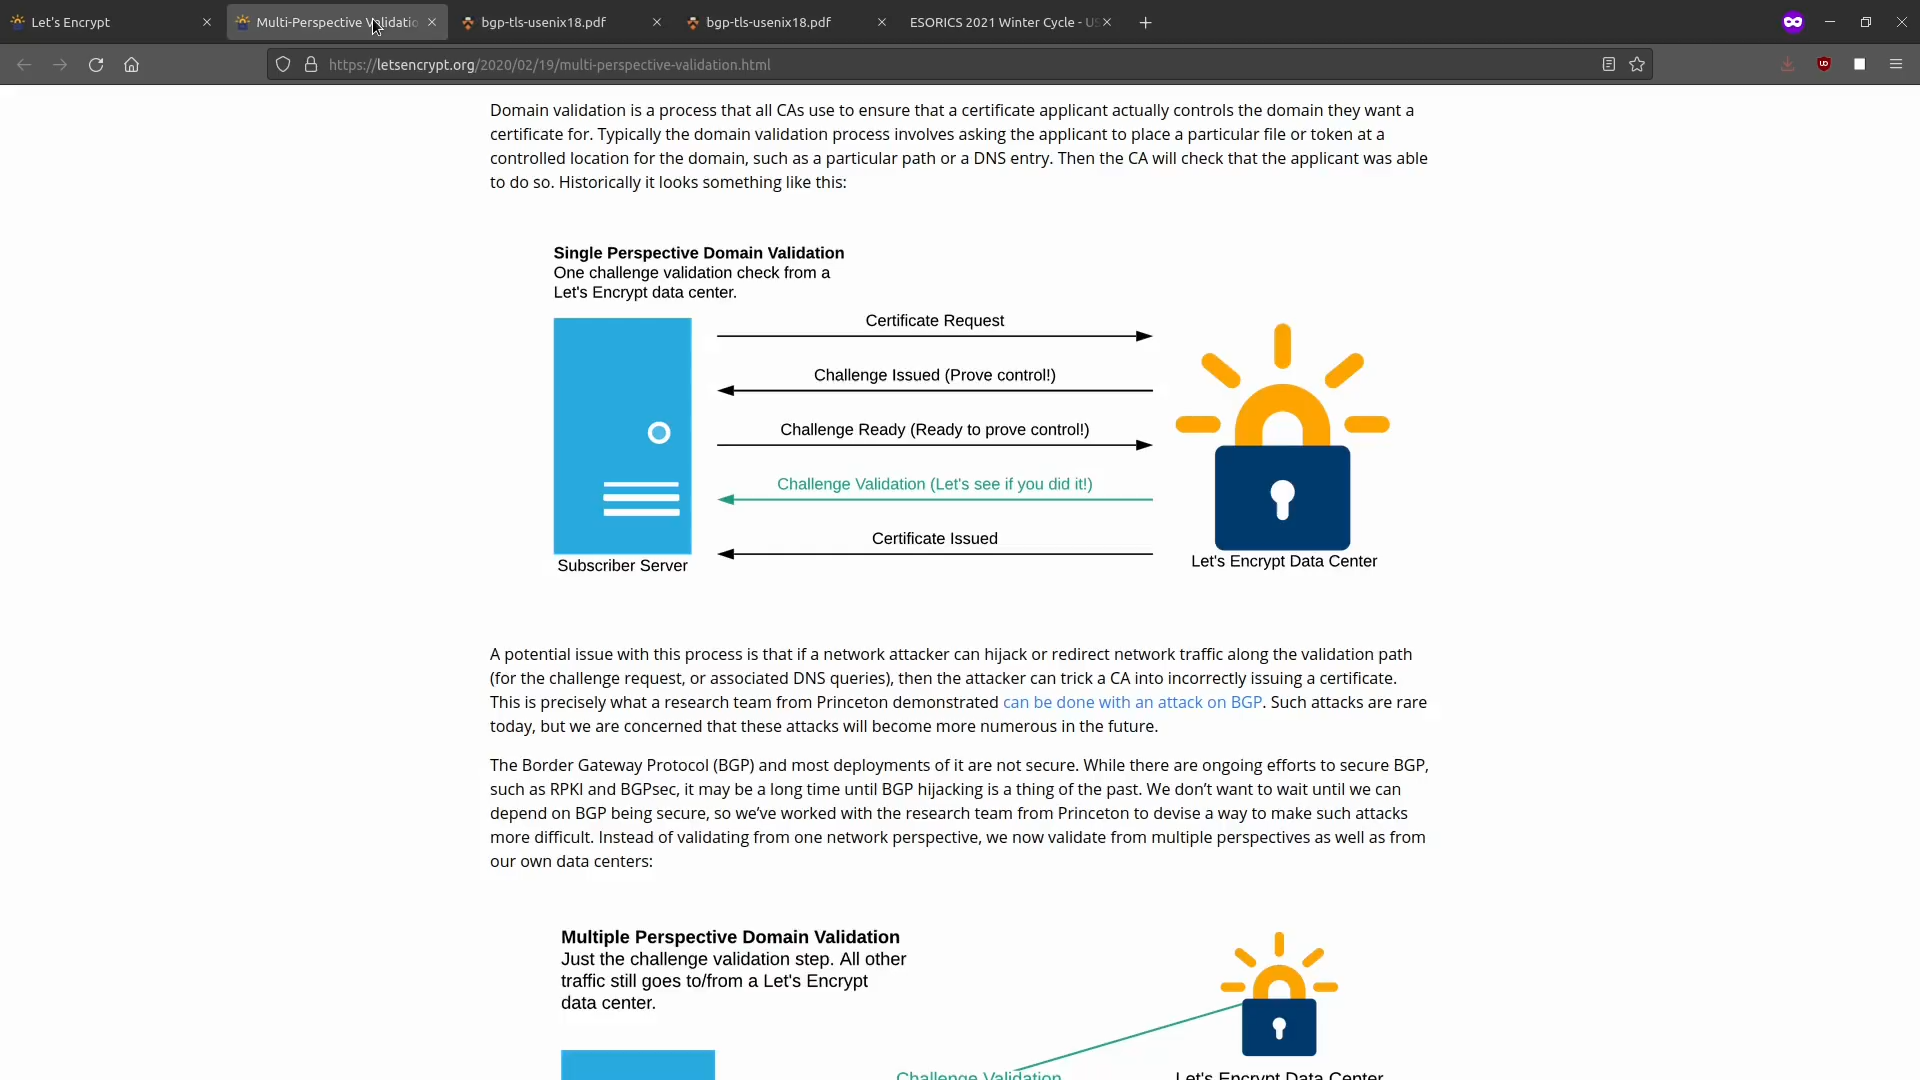 Let's Encrypt
Multi-Perspective Validatio
bgp-tls-usenix18.pdf
bgp-tls-usenix18.pdf
ESORICS 2021 Winter Cycle - US
https://letsencrypt.org/2020/02/19/multi-perspective-validation.html
Domain validation is a process that all CAs use to ensure that a certificate applicant actually controls the domain they want a
certificate for. Typically the domain validation process involves asking the applicant to place a particular file or token at a
controlled location for the domain, such as a particular path or a DNS entry. Then the CA will check that the applicant was able
to do so. Historically it looks something like this:
Single Perspective Domain Validation
One challenge validation check from a
Let's Encrypt data center.
Certificate Request
Challenge Issued (Prove control!)
Challenge Ready (Ready to prove control!)
Challenge Validation (Let's see if you did it!)
Certificate Issued
Subscriber Server
Let's Encrypt Data Center
A potential issue with this process is that if a network attacker can hijack or redirect network traffic along the validation path
(for the challenge request, or associated DNS queries), then the attacker can trick a CA into incorrectly issuing a certificate.
This is precisely what a research team from Princeton demonstrated can be done with an attack on BGP. Such attacks are rare
today, but we are concerned that these attacks will become more numerous in the future.
The Border Gateway Protocol (BGP) and most deployments of it are not secure. While there are ongoing efforts to secure BGP,
such as RPKI and BGPsec, it may be a long time until BGP hijacking is a thing of the past. We don’t want to wait until we can
depend on BGP being secure, so we’ve worked with the research team from Princeton to devise a way to make such attacks
more difficult. Instead of validating from one network perspective, we now validate from multiple perspectives as well as from
our own data centers:
Multiple Perspective Domain Validation
Just the challenge validation step. All other
traffic still goes to/from a Let's Encrypt
data center.
Challenge Validation
Let's Encrypt Data Center